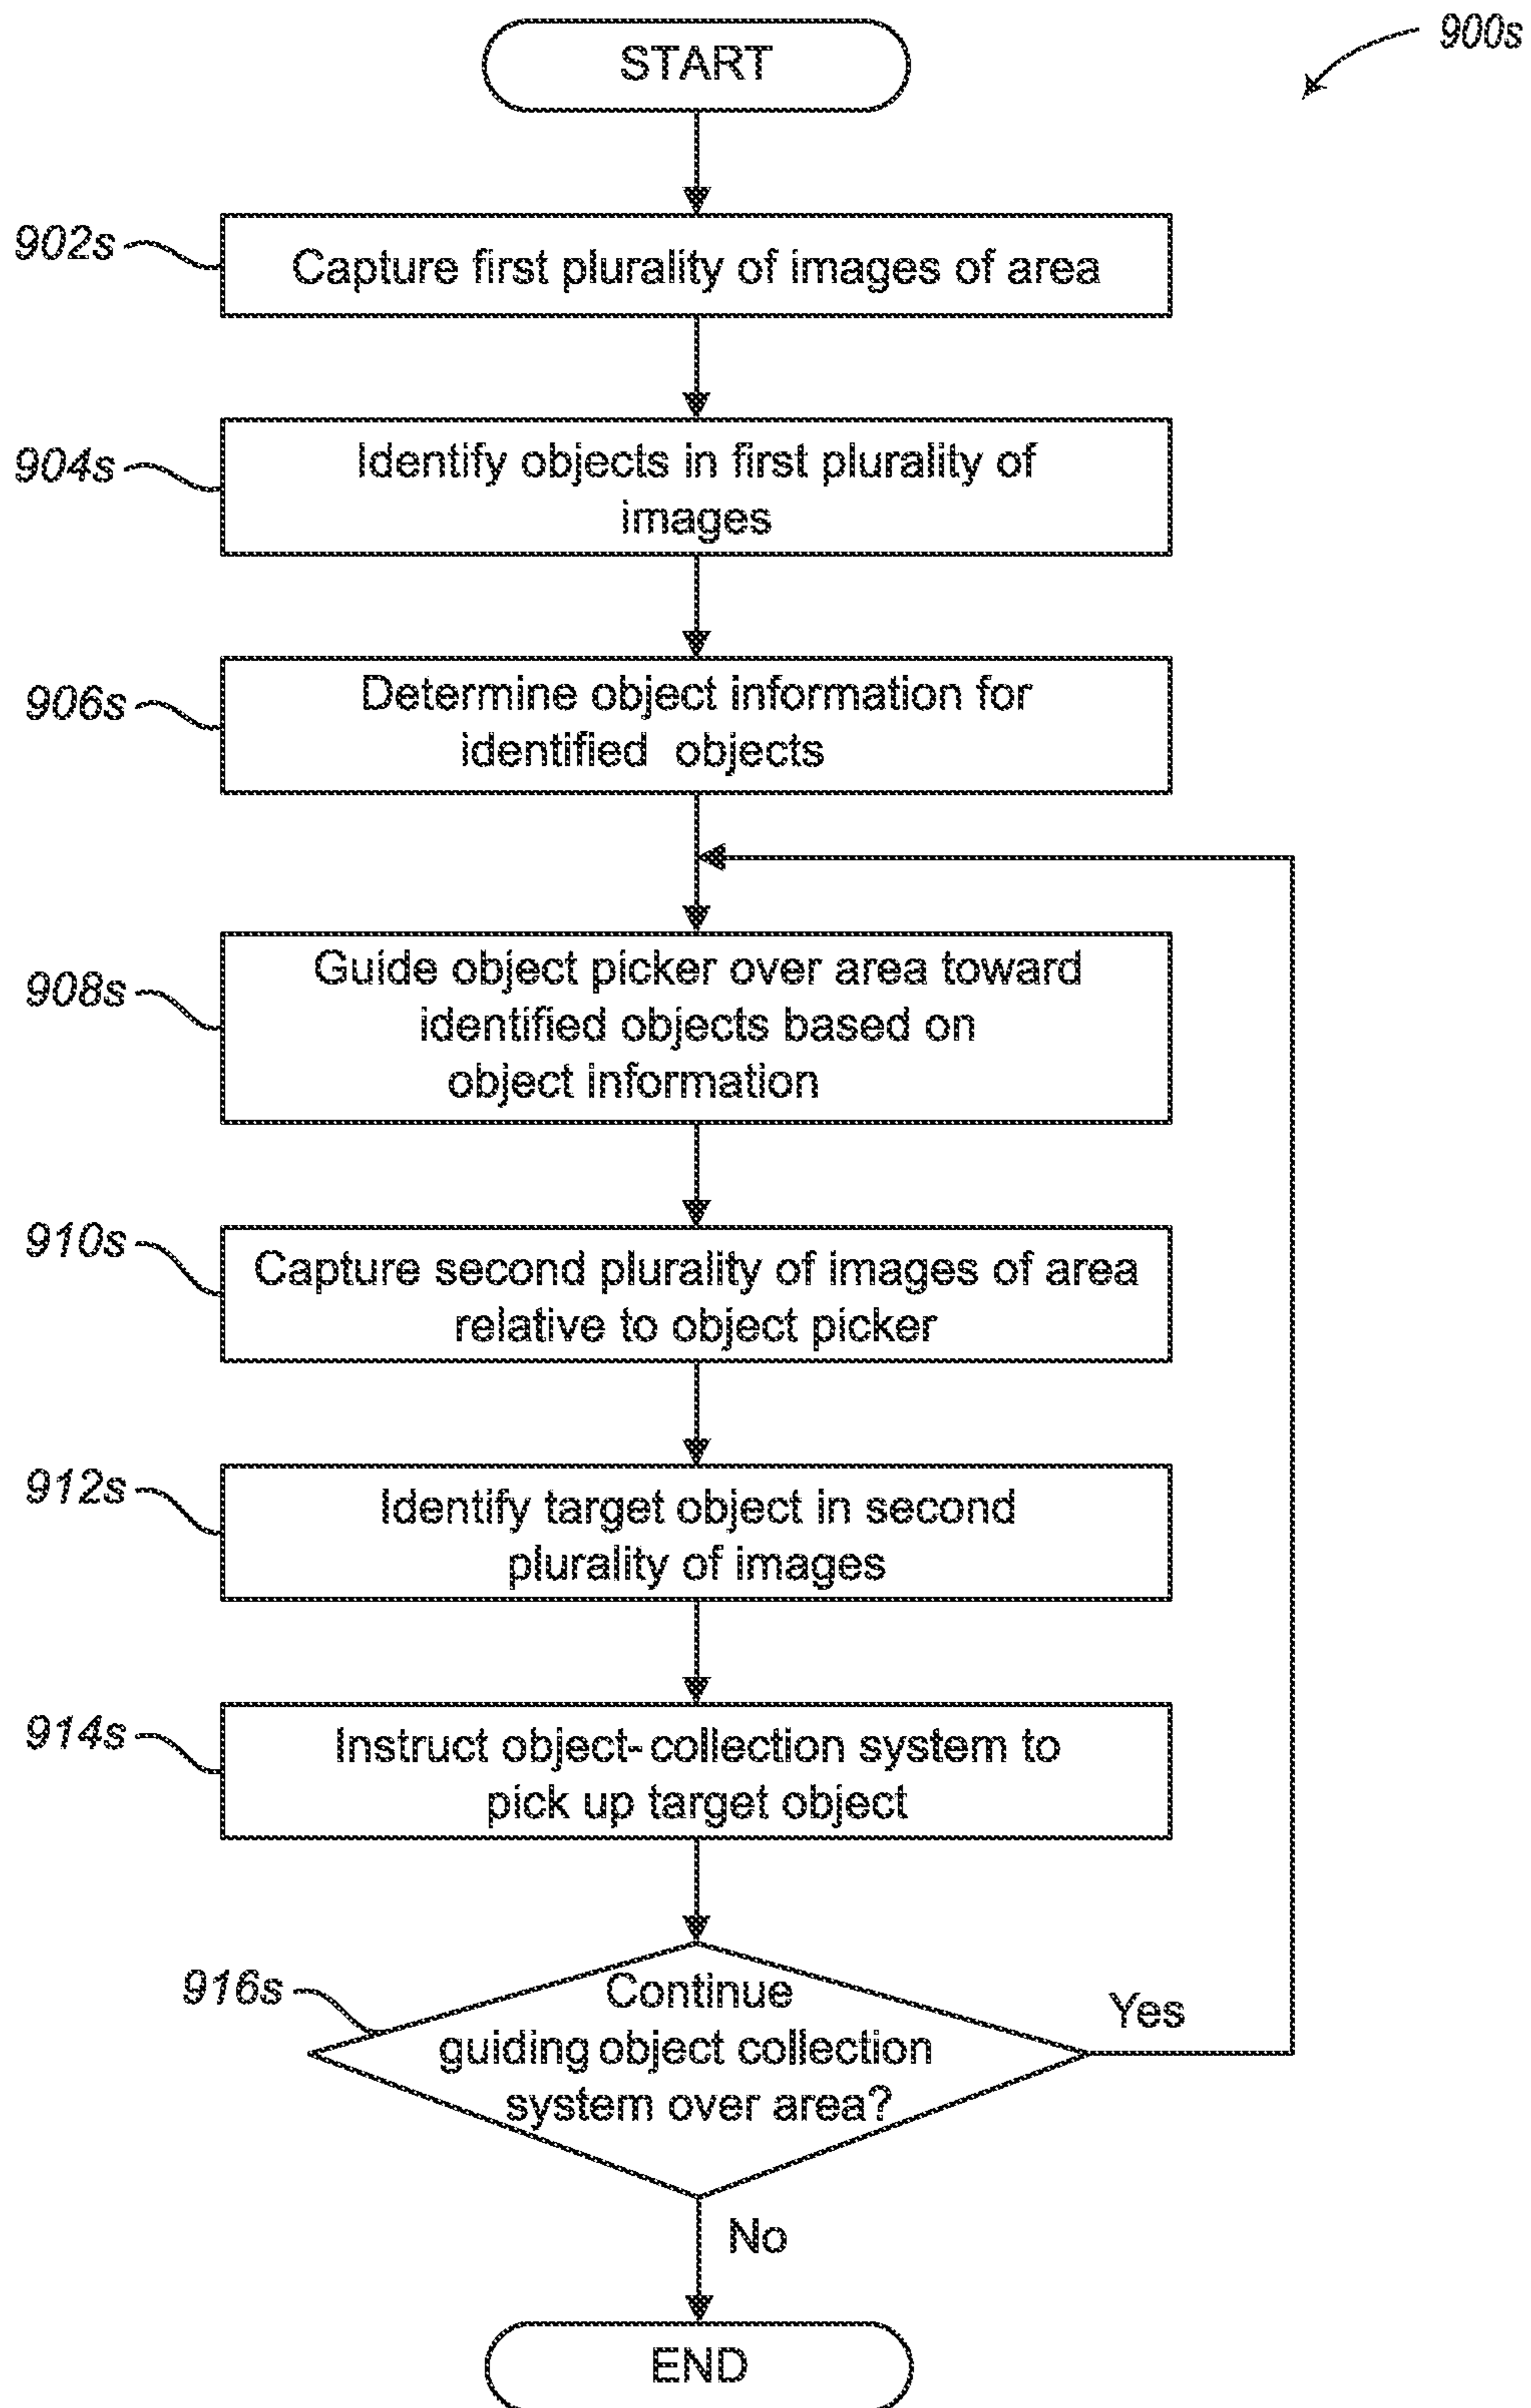 900s
START
902s
Capture first plurality of images of area
904s
Identify objects in first plurality of
images
906s
Determine object information for
identified objects
908s
Guide object picker over area toward
identified objects based on
object information
910s
Capture second plurality of images of area
relative to object picker
912s
Identify target object in second
plurality of images
914s
Instruct object-collection system to
pick up target object
916s
Continue
guiding object collection
system over area?
Yes
No
END